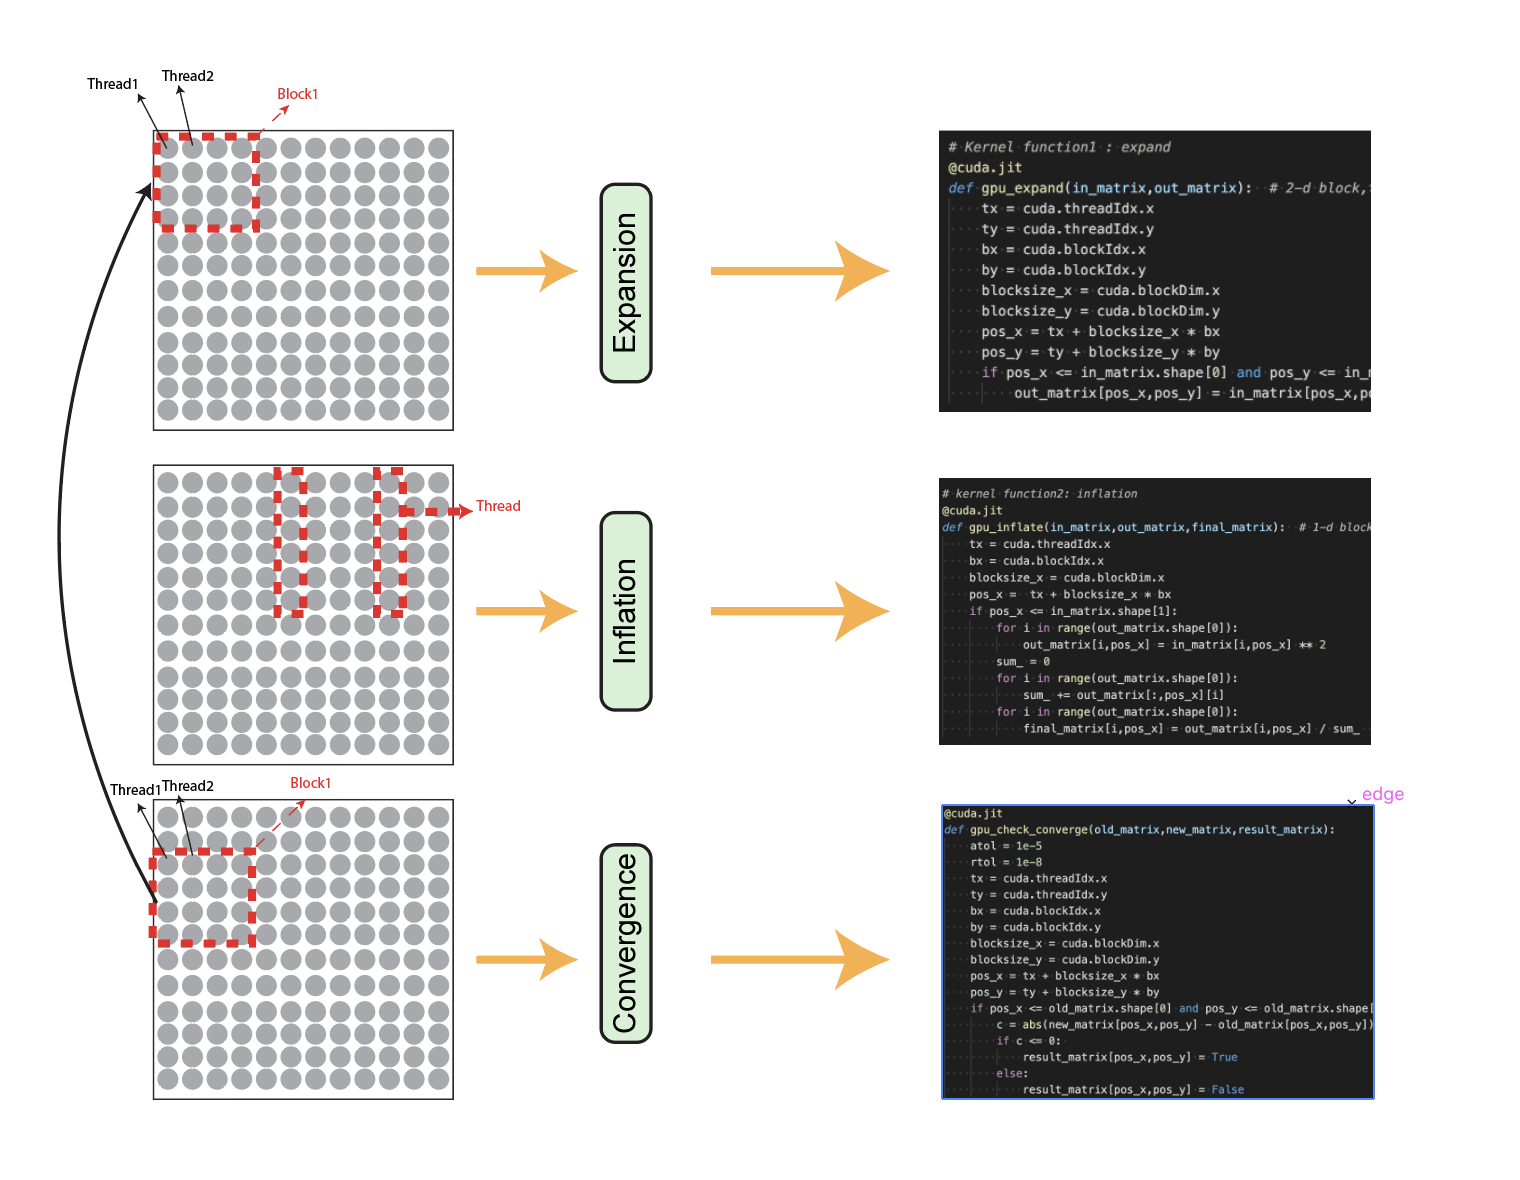 Thread1
Thread2
Block1
Expansion
# Kernel function1 : expand
@cuda.jit
def gpu_expand(in_matrix,out_matrix):  # 2-d block,
    tx = cuda.threadIdx.x
    ty = cuda.threadIdx.y
    bx = cuda.blockIdx.x
    by = cuda.blockIdx.y
    blocksize_x = cuda.blockDim.x
    blocksize_y = cuda.blockDim.y
    pos_x = tx + blocksize_x * bx
    pos_y = ty + blocksize_y * by
    if pos_x <= in_matrix.shape[0] and pos_y <= in_
        out_matrix[pos_x,pos_y] = in_matrix[pos_x,p
Thread
Inflation
# kernel function2: inflation
@cuda.jit
def gpu_inflate(in_matrix,out_matrix,final_matrix):  # 1-d block
    tx = cuda.threadIdx.x
    bx = cuda.blockIdx.x
    blocksize_x = cuda.blockDim.x
    pos_x =  tx + blocksize_x * bx
    if pos_x <= in_matrix.shape[1]:
        for i in range(out_matrix.shape[0]):
            out_matrix[i,pos_x] = in_matrix[i,pos_x] ** 2
        sum_ = 0
        for i in range(out_matrix.shape[0]):
            sum_ += out_matrix[:,pos_x][i]
        for i in range(out_matrix.shape[0]):
            final_matrix[i,pos_x] = out_matrix[i,pos_x] / sum_
Thread1
Thread2
Block1
Convergence
edge
@cuda.jit
def gpu_check_converge(old_matrix,new_matrix,result_matrix):
    atol = 1e-5
    rtol = 1e-8
    tx = cuda.threadIdx.x
    ty = cuda.threadIdx.y
    bx = cuda.blockIdx.x
    by = cuda.blockIdx.y
    blocksize_x = cuda.blockDim.x
    blocksize_y = cuda.blockDim.y
    pos_x = tx + blocksize_x * bx
    pos_y = ty + blocksize_y * by
    if pos_x <= old_matrix.shape[0] and pos_y <= old_matrix.shape[
        c = abs(new_matrix[pos_x,pos_y] - old_matrix[pos_x,pos_y])
        if c <= 0:
            result_matrix[pos_x,pos_y] = True
        else:
            result_matrix[pos_x,pos_y] = False